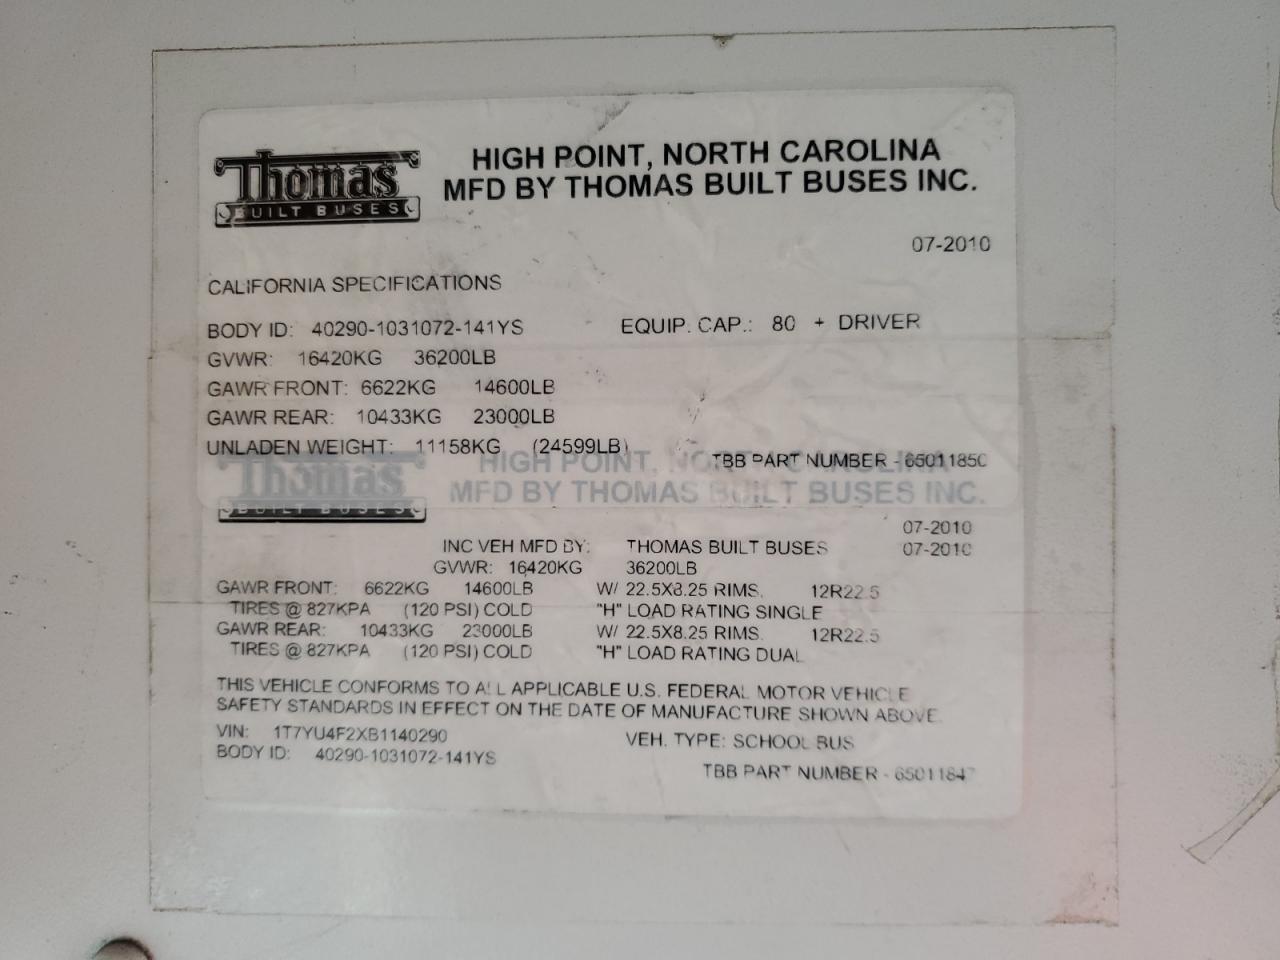 Thomas
BUILT BUSES
HIGH POINT, NORTH CAROLINA
MFD BY THOMAS BUILT BUSES INC.
07-2010
CALIFORNIA SPECIFICATIONS
BODY ID: 40290-1031072-141YS EQUIP. CAP.: 80 + DRIVER
GVWR: 16420KG 36200LB
GAWR FRONT: 6622KG 14600LB
GAWR REAR: 10433KG 23000LB
UNLADEN WEIGHT: 11158KG (24599LB)
TBB PART NUMBER - 65011850
Thomas
BUILT BUSES
HIGH POINT, NORTH CAROLINA
MFD BY THOMAS BUILT BUSES INC.
07-2010
INC VEH MFD BY: THOMAS BUILT BUSES 07-2010
GVWR: 16420KG 36200LB
GAWR FRONT: 6622KG 14600LB W/ 22.5X8.25 RIMS. 12R22.5
TIRES @ 827KPA (120 PSI) COLD "H" LOAD RATING SINGLE
GAWR REAR: 10433KG 23000LB W/ 22.5X8.25 RIMS. 12R22.5
TIRES @ 827KPA (120 PSI) COLD "H" LOAD RATING DUAL
THIS VEHICLE CONFORMS TO ALL APPLICABLE U.S. FEDERAL MOTOR VEHICLE
SAFETY STANDARDS IN EFFECT ON THE DATE OF MANUFACTURE SHOWN ABOVE.
VIN: 1T7YU4F2XB1140290 VEH. TYPE: SCHOOL BUS
BODY ID: 40290-1031072-141YS
TBB PART NUMBER - 65011847